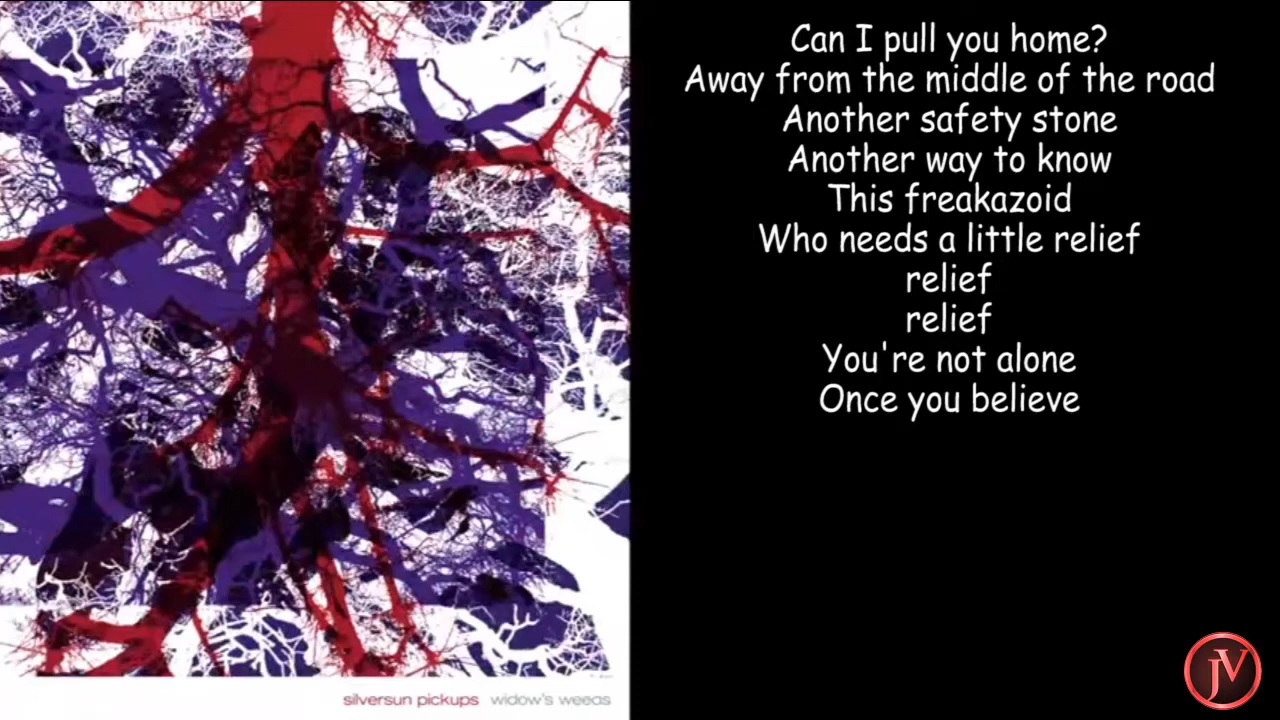 Can I pull you home?
Away from the middle of the road
Another safety stone
Another way to know
This freakazoid
Who needs a little relief
relief
relief
You're not alone
Once you believe
silversun pickups widow's weeds
JV